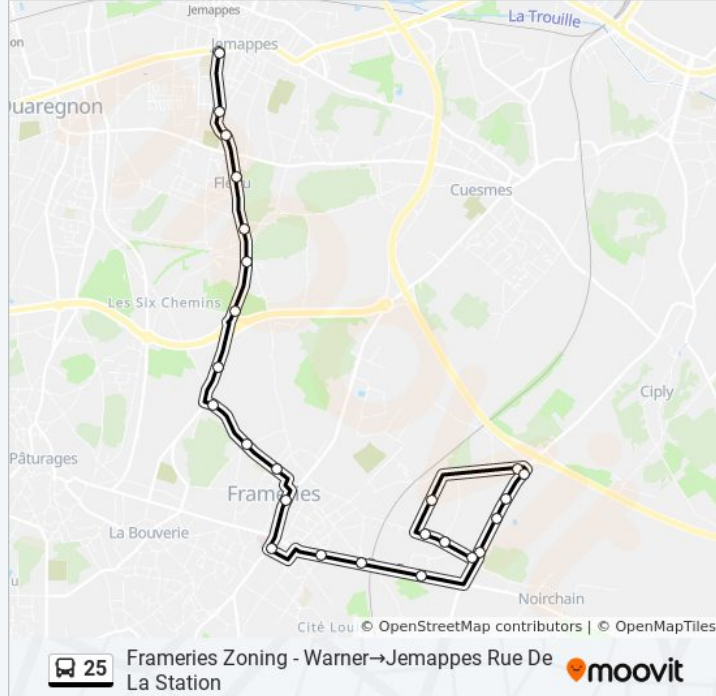 Jemappes
La Trouille
Jemappes
on
Quaregnon
Flénu
Cuesmes
Les Six Chemins
Ciply
Pâturages
Frameries
La Bouverie
u
Noirchain
Cité Lou
© OpenStreetMap contributors | © OpenMapTiles
25
Frameries Zoning - Warner→Jemappes Rue De
La Station
moovit